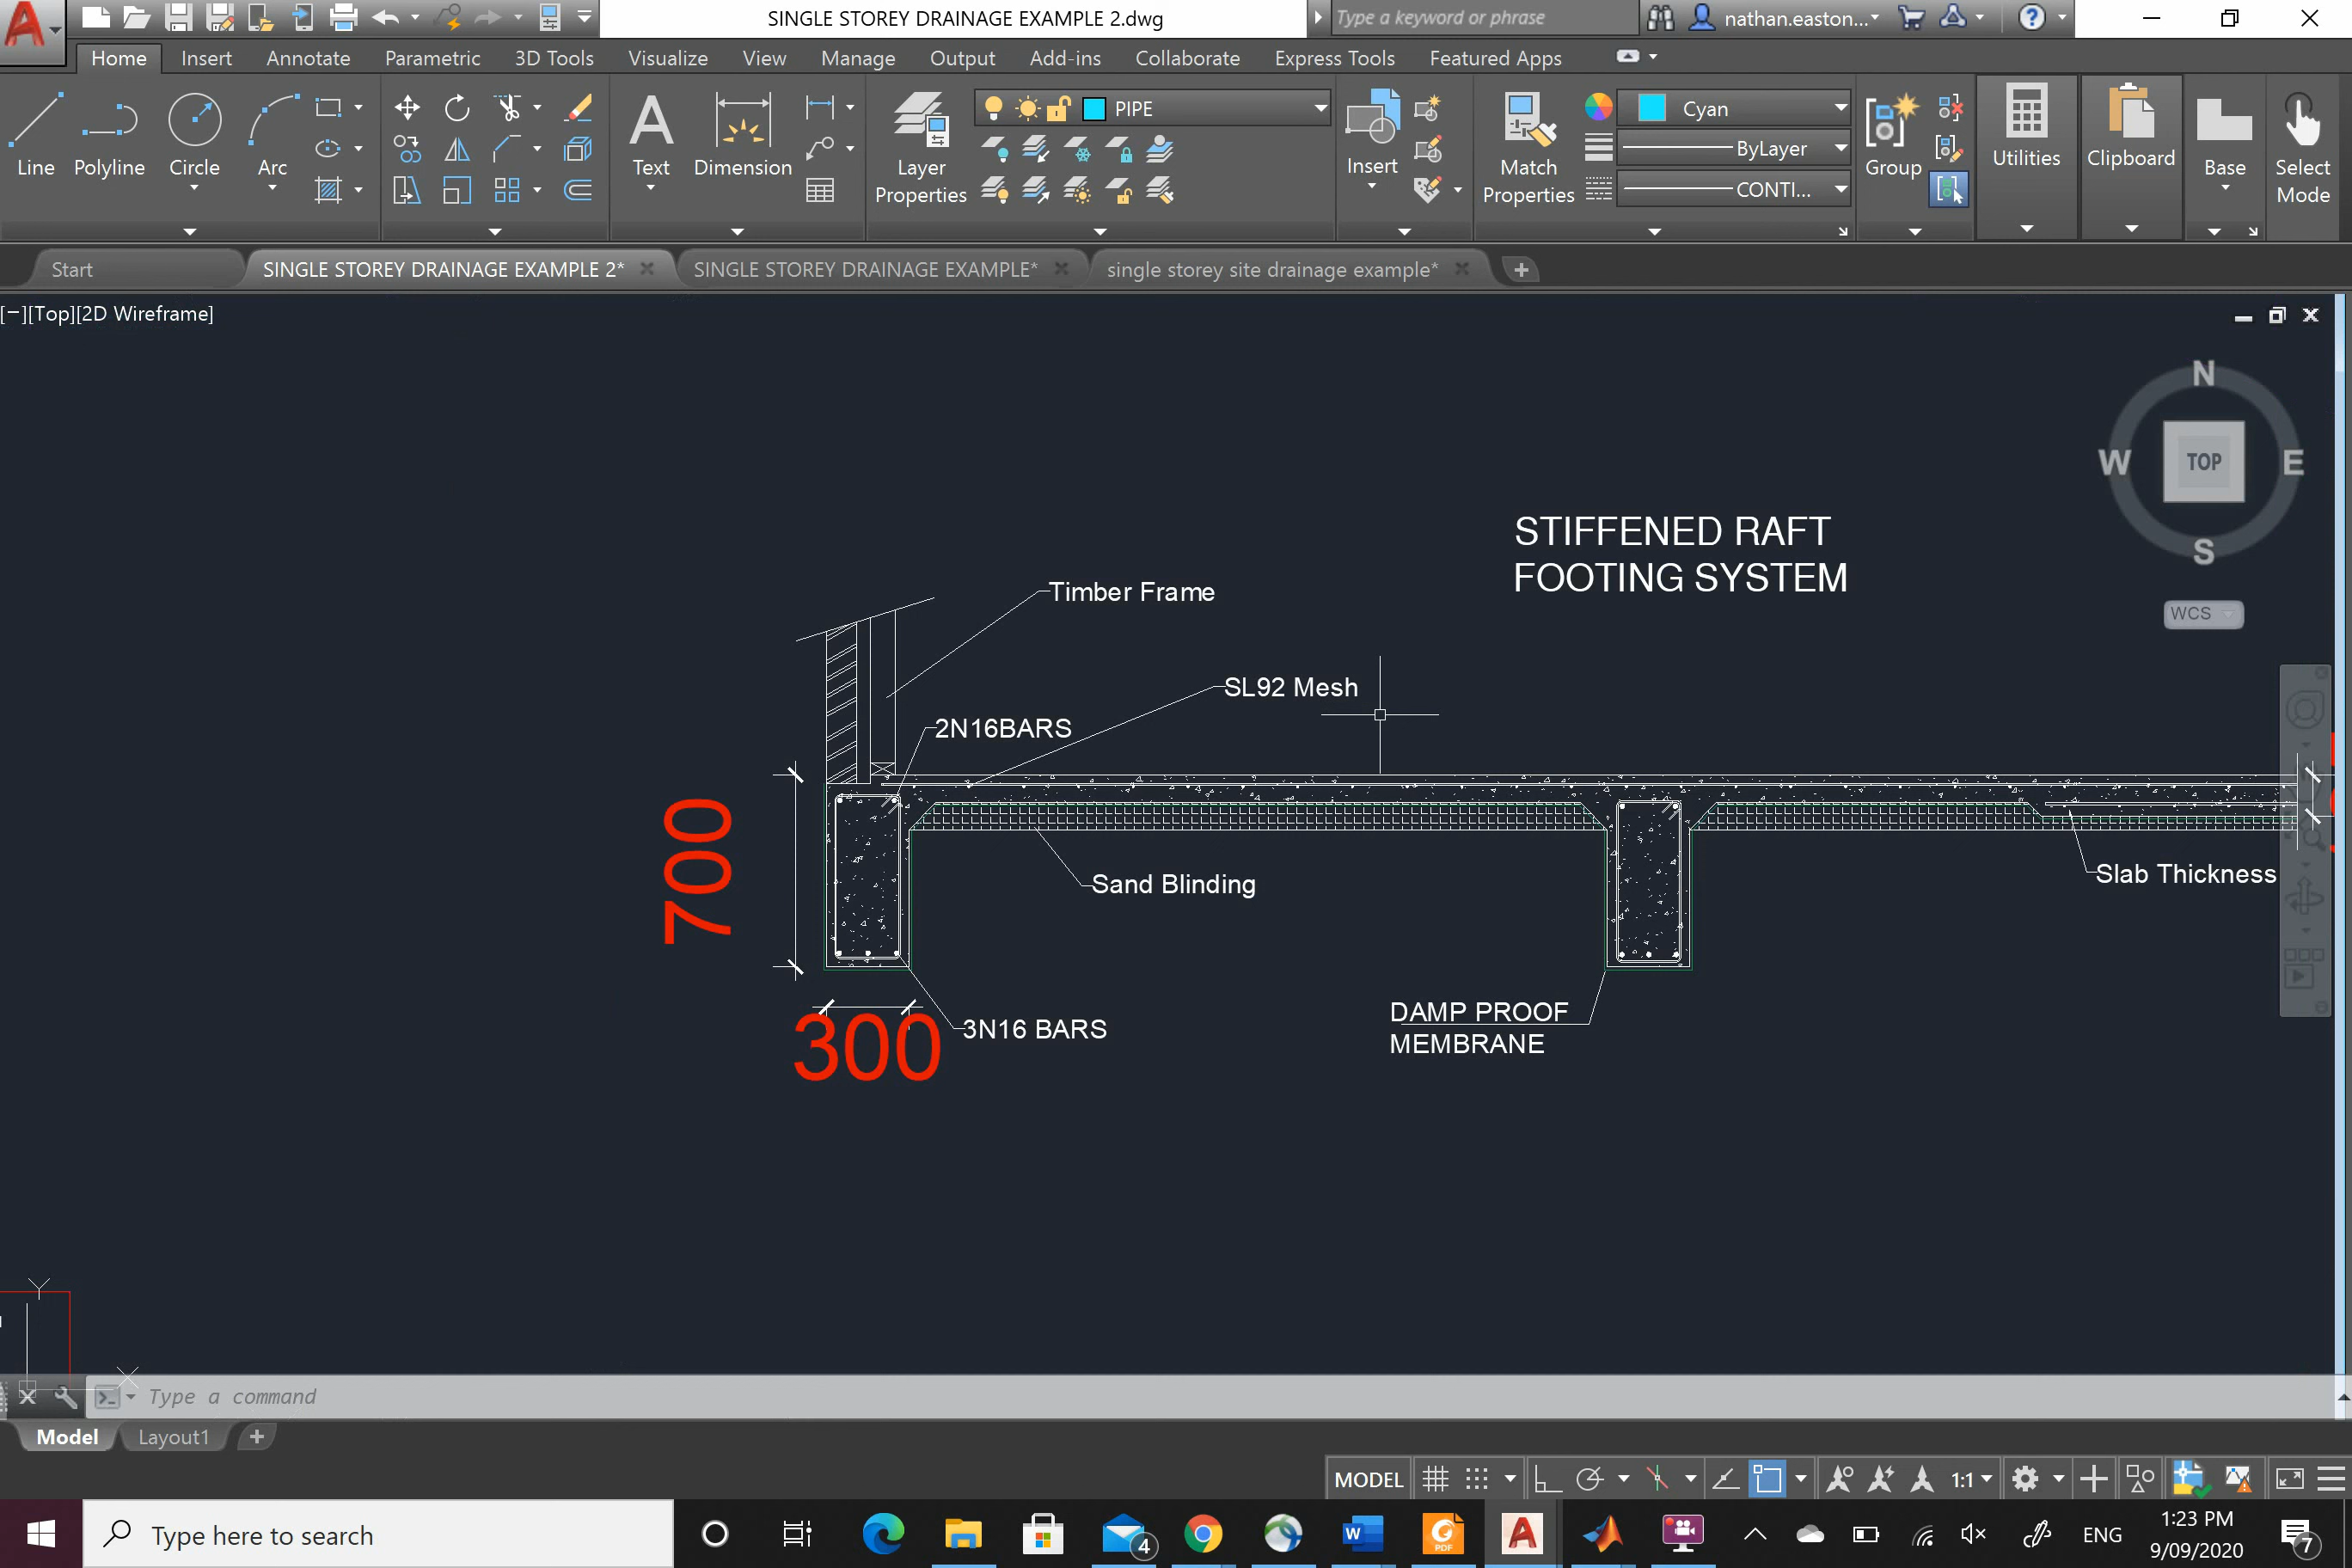 SINGLE STOREY DRAINAGE EXAMPLE 2.dwg
Type a keyword or phrase
nathan.easton...
Home Insert Annotate Parametric 3D Tools Visualize View Manage Output Add-ins Collaborate Express Tools Featured Apps
Line Polyline Circle Arc
Text Dimension
Layer
Properties
PIPE
Insert
Match
Properties
Cyan
ByLayer
CONTI...
Group
Utilities
Clipboard
Base
Select
Mode
Start
SINGLE STOREY DRAINAGE EXAMPLE 2*
SINGLE STOREY DRAINAGE EXAMPLE*
single storey site drainage example*
[−][Top][2D Wireframe]
N
W TOP E
S
WCS
STIFFENED RAFT
FOOTING SYSTEM
Timber Frame
SL92 Mesh
2N16BARS
700
Sand Blinding
Slab Thickness
300
3N16 BARS
DAMP PROOF
MEMBRANE
Y
X
Type a command
Model Layout1
MODEL
1:1
Type here to search
4
W
PDF
A
ENG
1:23 PM
9/09/2020
7